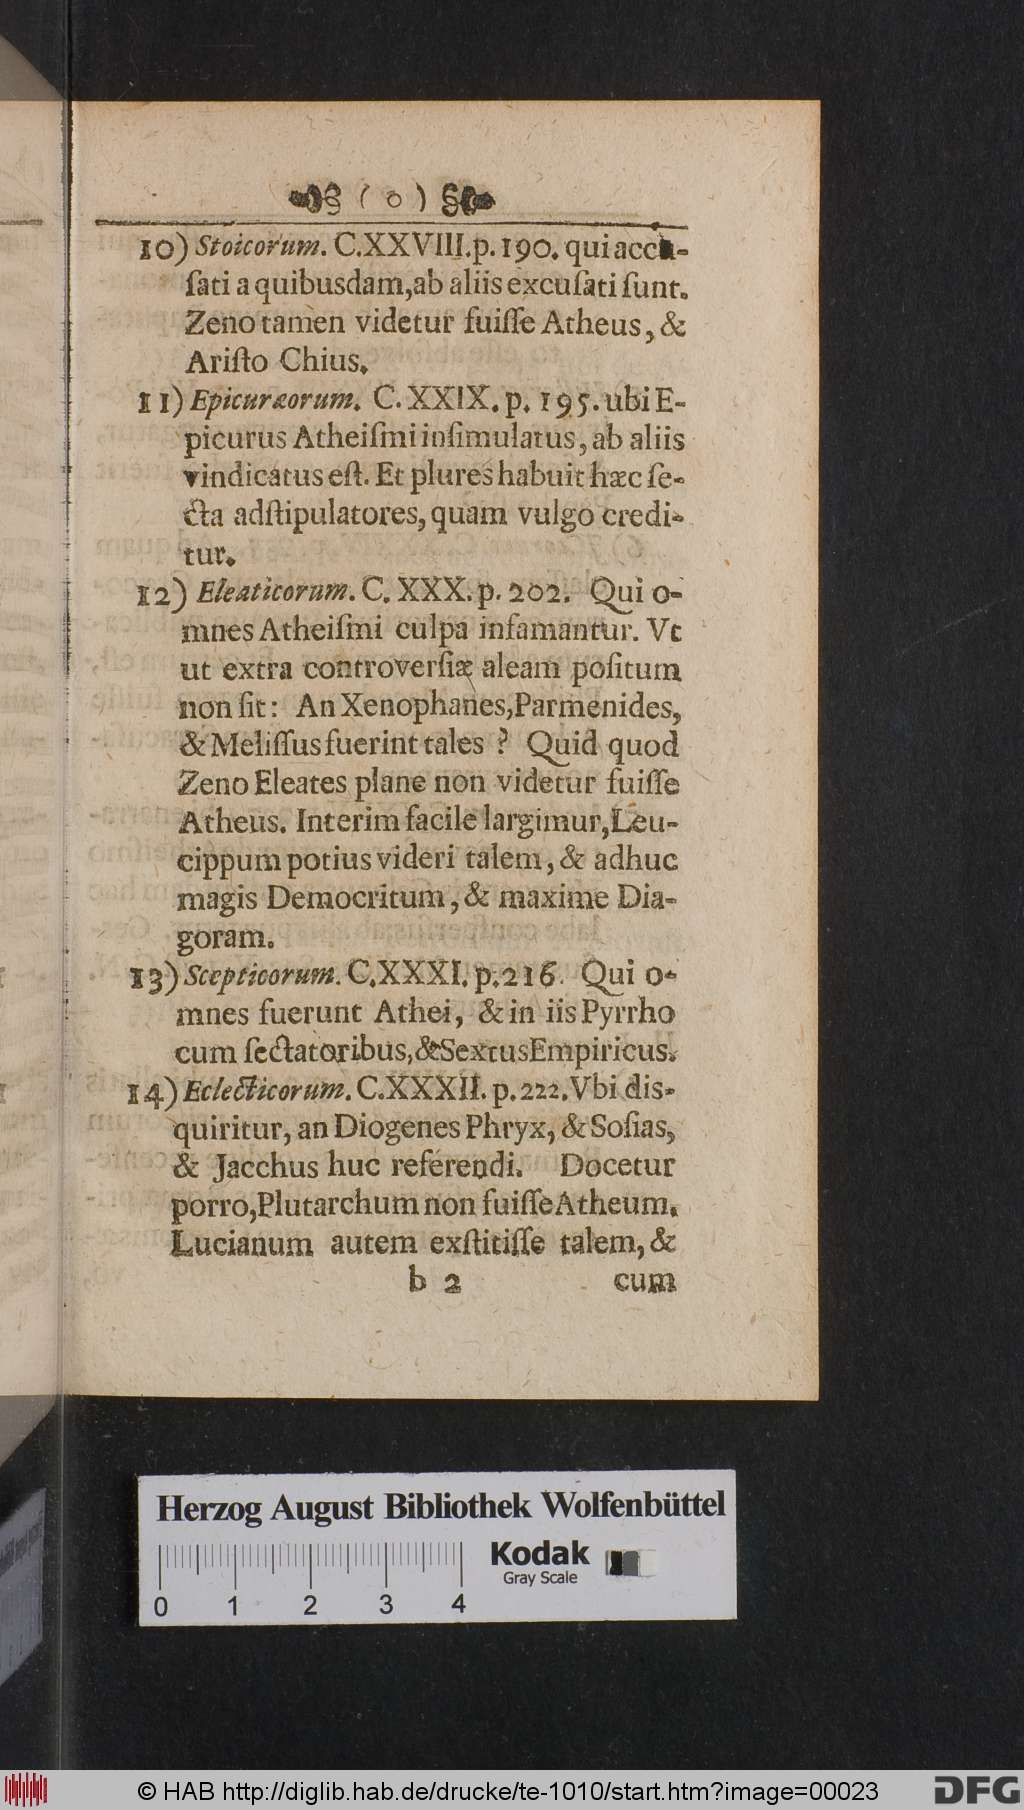 ( 0 )
10) Stoicorum. C.XXVIII.p.190. qui accu-
ſati a quibusdam, ab aliis excuſati ſunt.
Zeno tamen videtur fuiſſe Atheus, &
Ariſto Chius.
11) Epicuræorum. C. XXIX. p. 195. ubi E-
picurus Atheiſmi inſimulatus, ab aliis
vindicatus eſt. Et plures habuit hæc ſe-
cta adſtipulatores, quam vulgo credi-
tur.
12) Eleaticorum. C. XXX. p. 202. Qui o-
mnes Atheiſmi culpa infamantur. Vt
ut extra controverſiæ aleam poſitum
non ſit: An Xenophanes, Parmenides,
& Meliſſus fuerint tales ? Quid quod
Zeno Eleates plane non videtur fuiſſe
Atheus. Interim facile largimur, Leu-
cippum potius videri talem, & adhuc
magis Democritum, & maxime Dia-
goram.
13) Scepticorum. C.XXXI. p.216. Qui o-
mnes fuerunt Athei, & in iis Pyrrho
cum ſectatoribus, & Sextus Empiricus.
14) Eclecticorum. C.XXXII. p.222. Vbi dis-
quiritur, an Diogenes Phryx, & Soſias,
& Jacchus huc referendi. Docetur
porro, Plutarchum non fuiſſe Atheum.
Lucianum autem exſtitiſſe talem, &
b 2 cum
Herzog August Bibliothek Wolfenbüttel
Kodak
Gray Scale
0 1 2 3 4
© HAB http://diglib.hab.de/drucke/te-1010/start.htm?image=00023
DFG